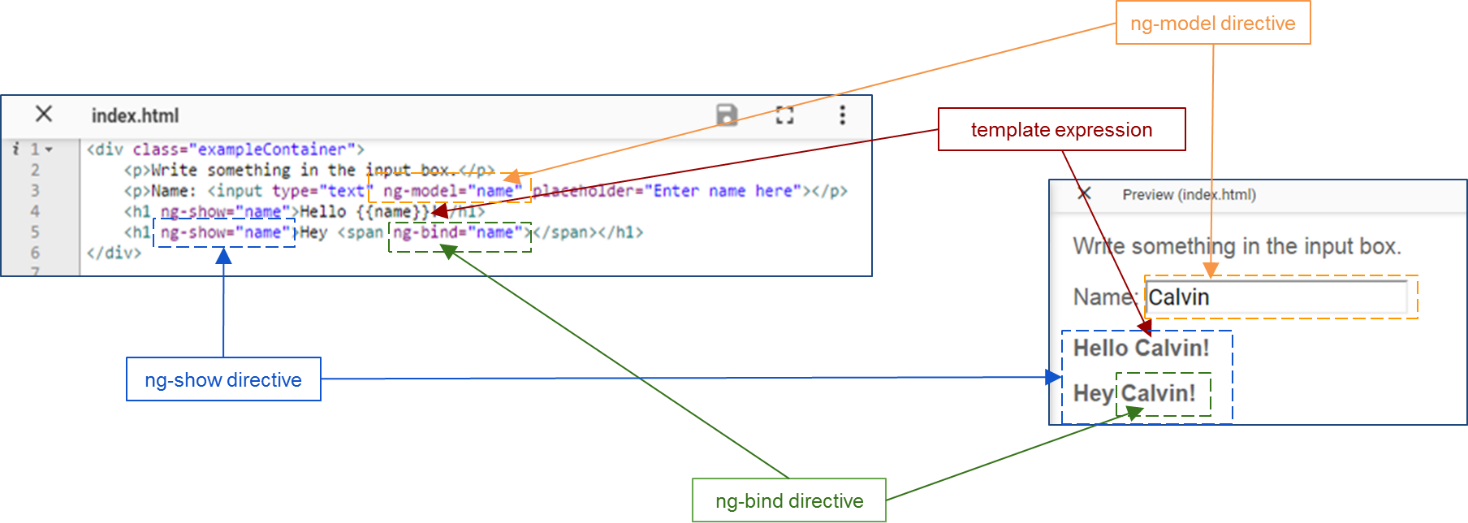 ng-model directive
index.html
template expression
i 1 <div class="exampleContainer">
2 <p>Write something in the input box.</p>
3 <p>Name: <input type="text" ng-model="name" placeholder="Enter name here"></p>
4 <h1 ng-show="name">Hello {{name}}!</h1>
5 <h1 ng-show="name">Hey <span ng-bind="name"></span></h1>
6 </div>
7
Preview (index.html)
Write something in the input box.
Name: Calvin
Hello Calvin!
Hey Calvin!
ng-show directive
ng-bind directive